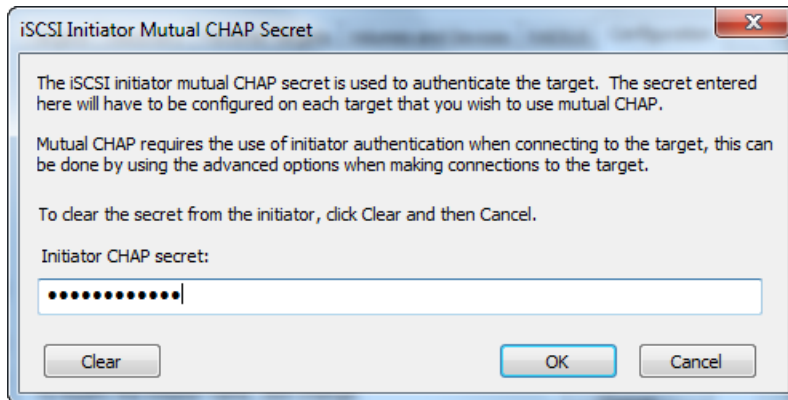 iSCSI Initiator Mutual CHAP Secret
The iSCSI initiator mutual CHAP secret is used to authenticate the target.  The secret entered
here will have to be configured on each target that you wish to use mutual CHAP.
Mutual CHAP requires the use of initiator authentication when connecting to the target, this can
be done by using the advanced options when making connections to the target.
To clear the secret from the initiator, click Clear and then Cancel.
Initiator CHAP secret:
●●●●●●●●●●●●
Clear
OK
Cancel